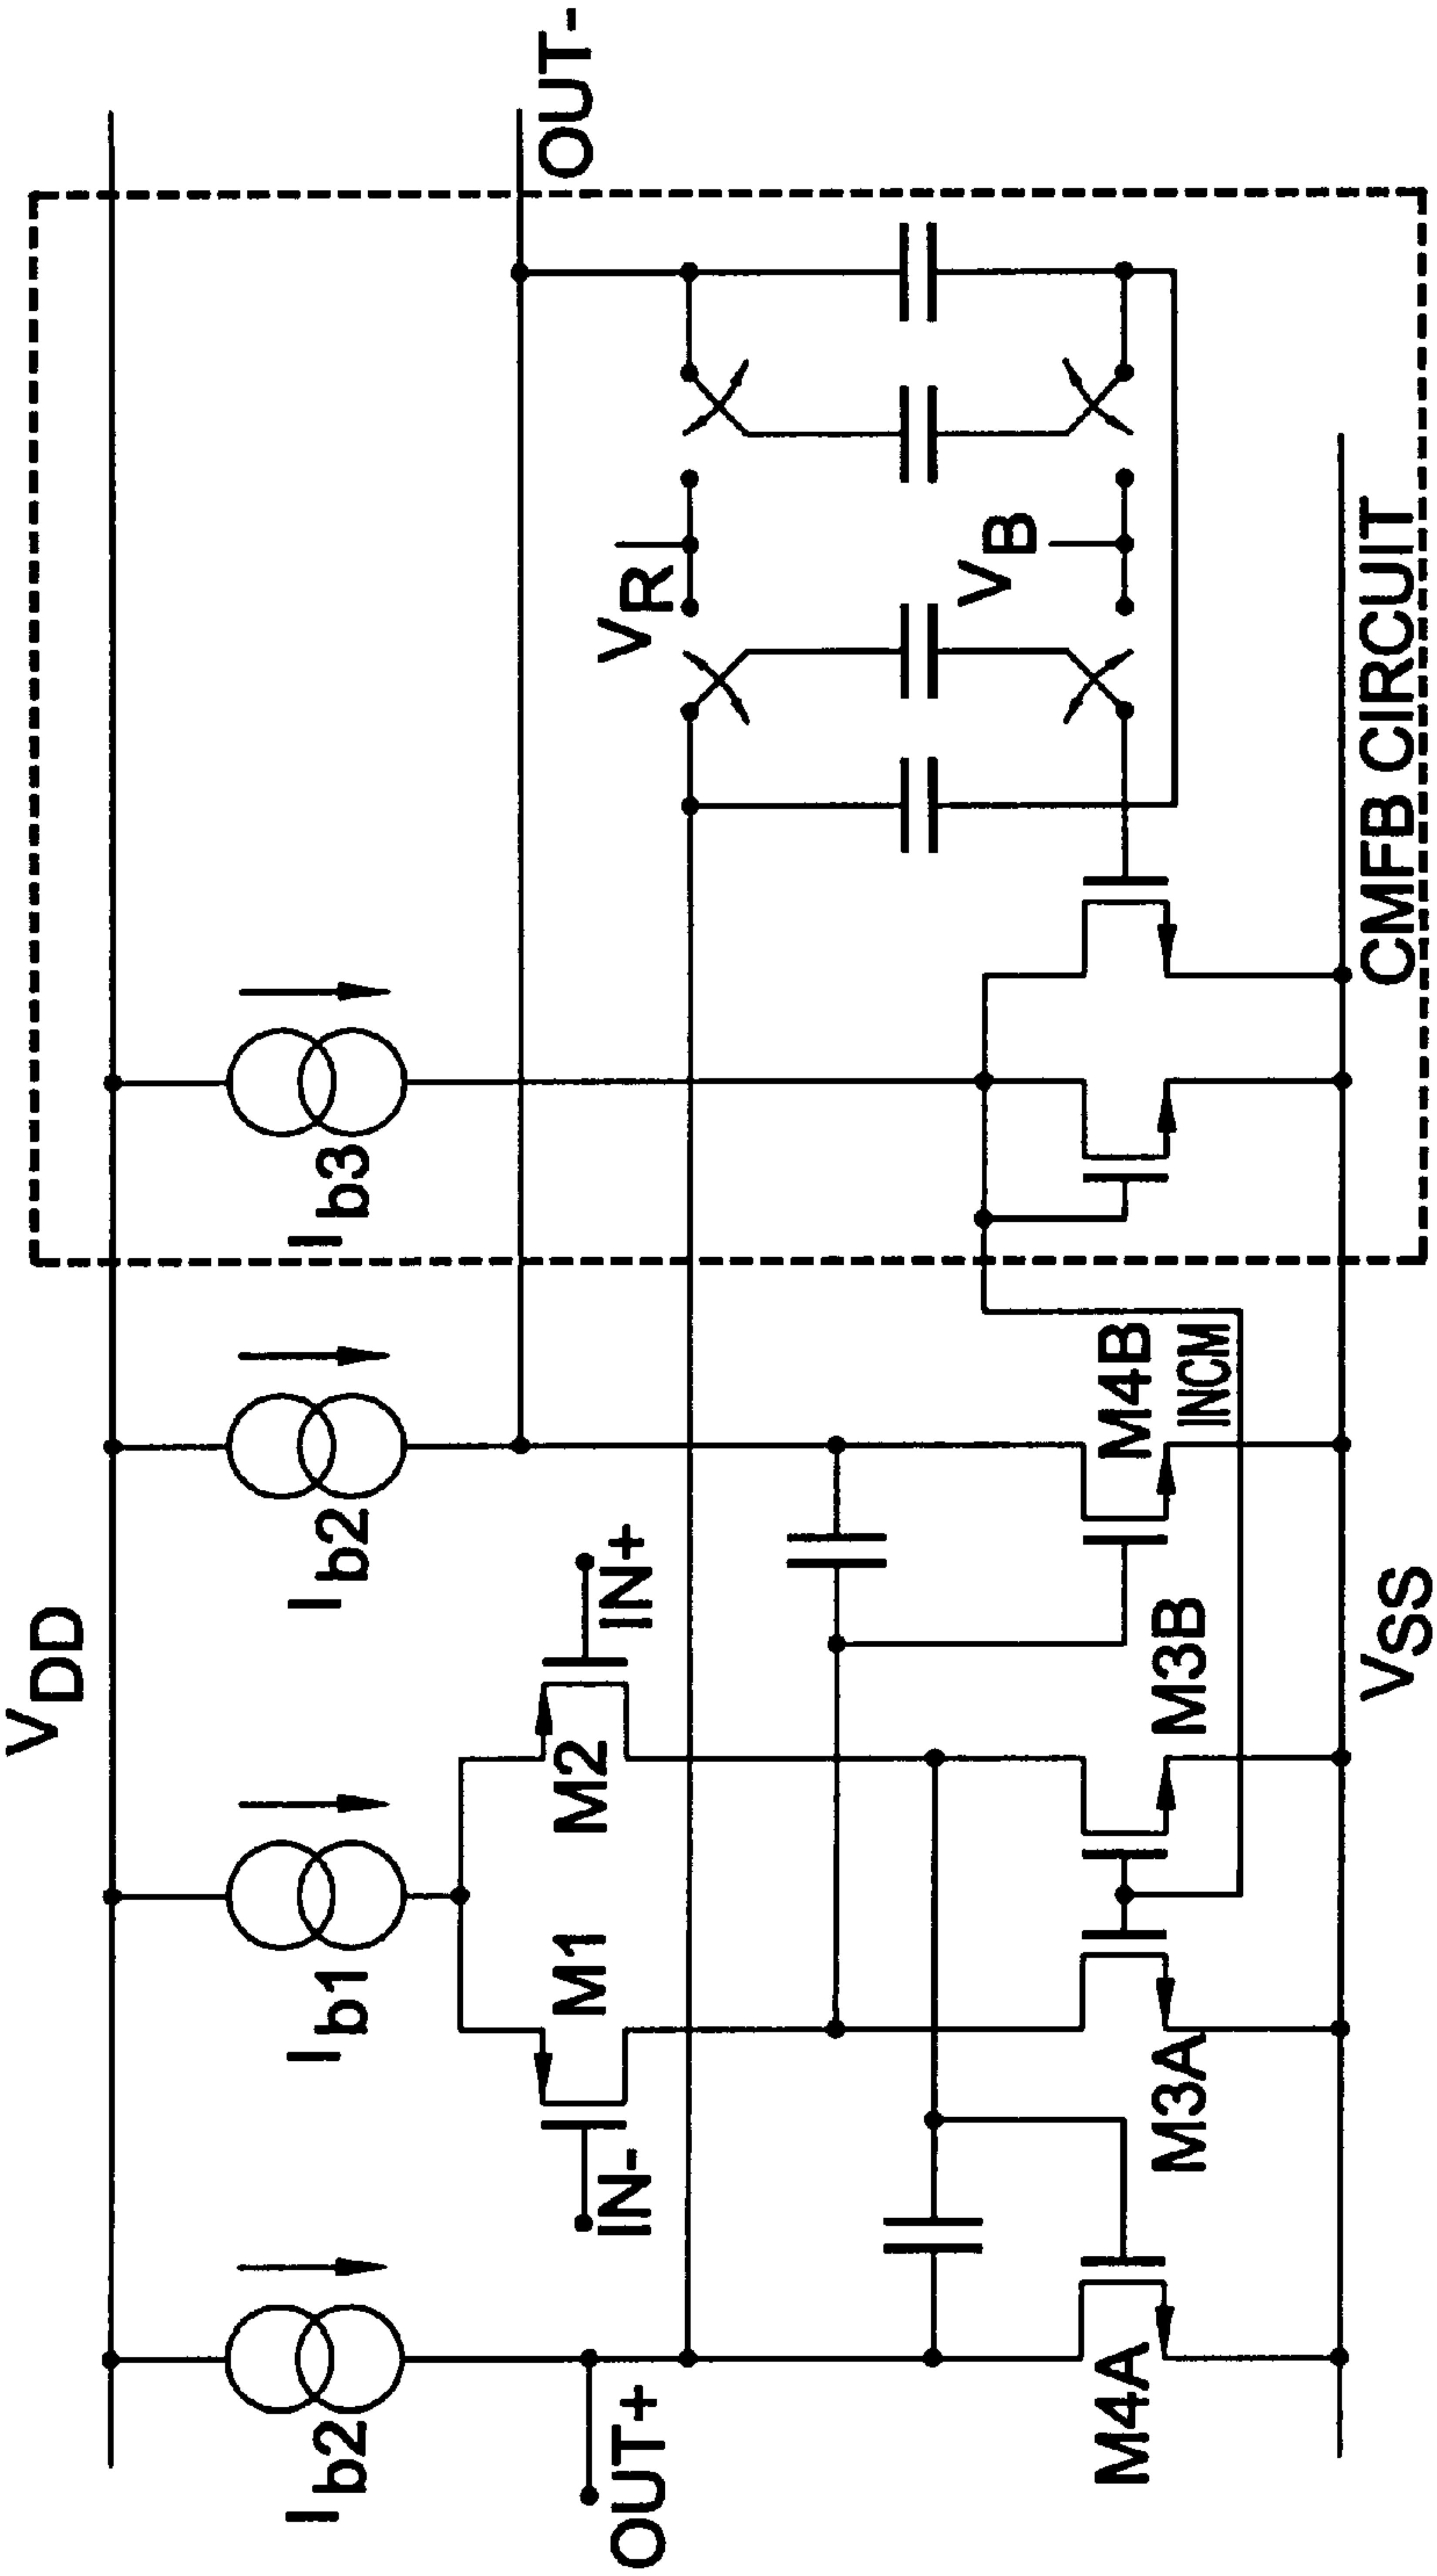 VDD
Ib2
Ib1
Ib2
Ib3
OUT-
OUT+
IN-
M1
M2
IN+
VR
VB
M4A
M3A
M3B
M4B
INCM
VSS
CMFB CIRCUIT